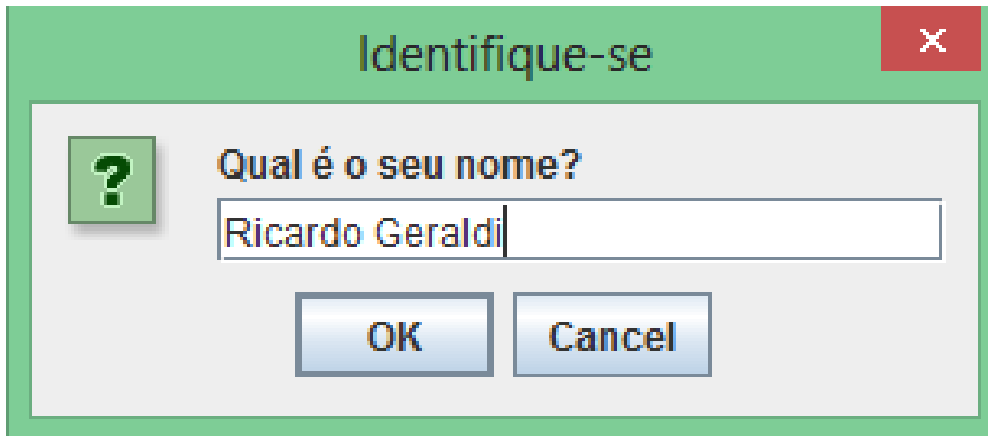 Identifique-se
x
?
Qual é o seu nome?
Ricardo Geraldi
OK
Cancel